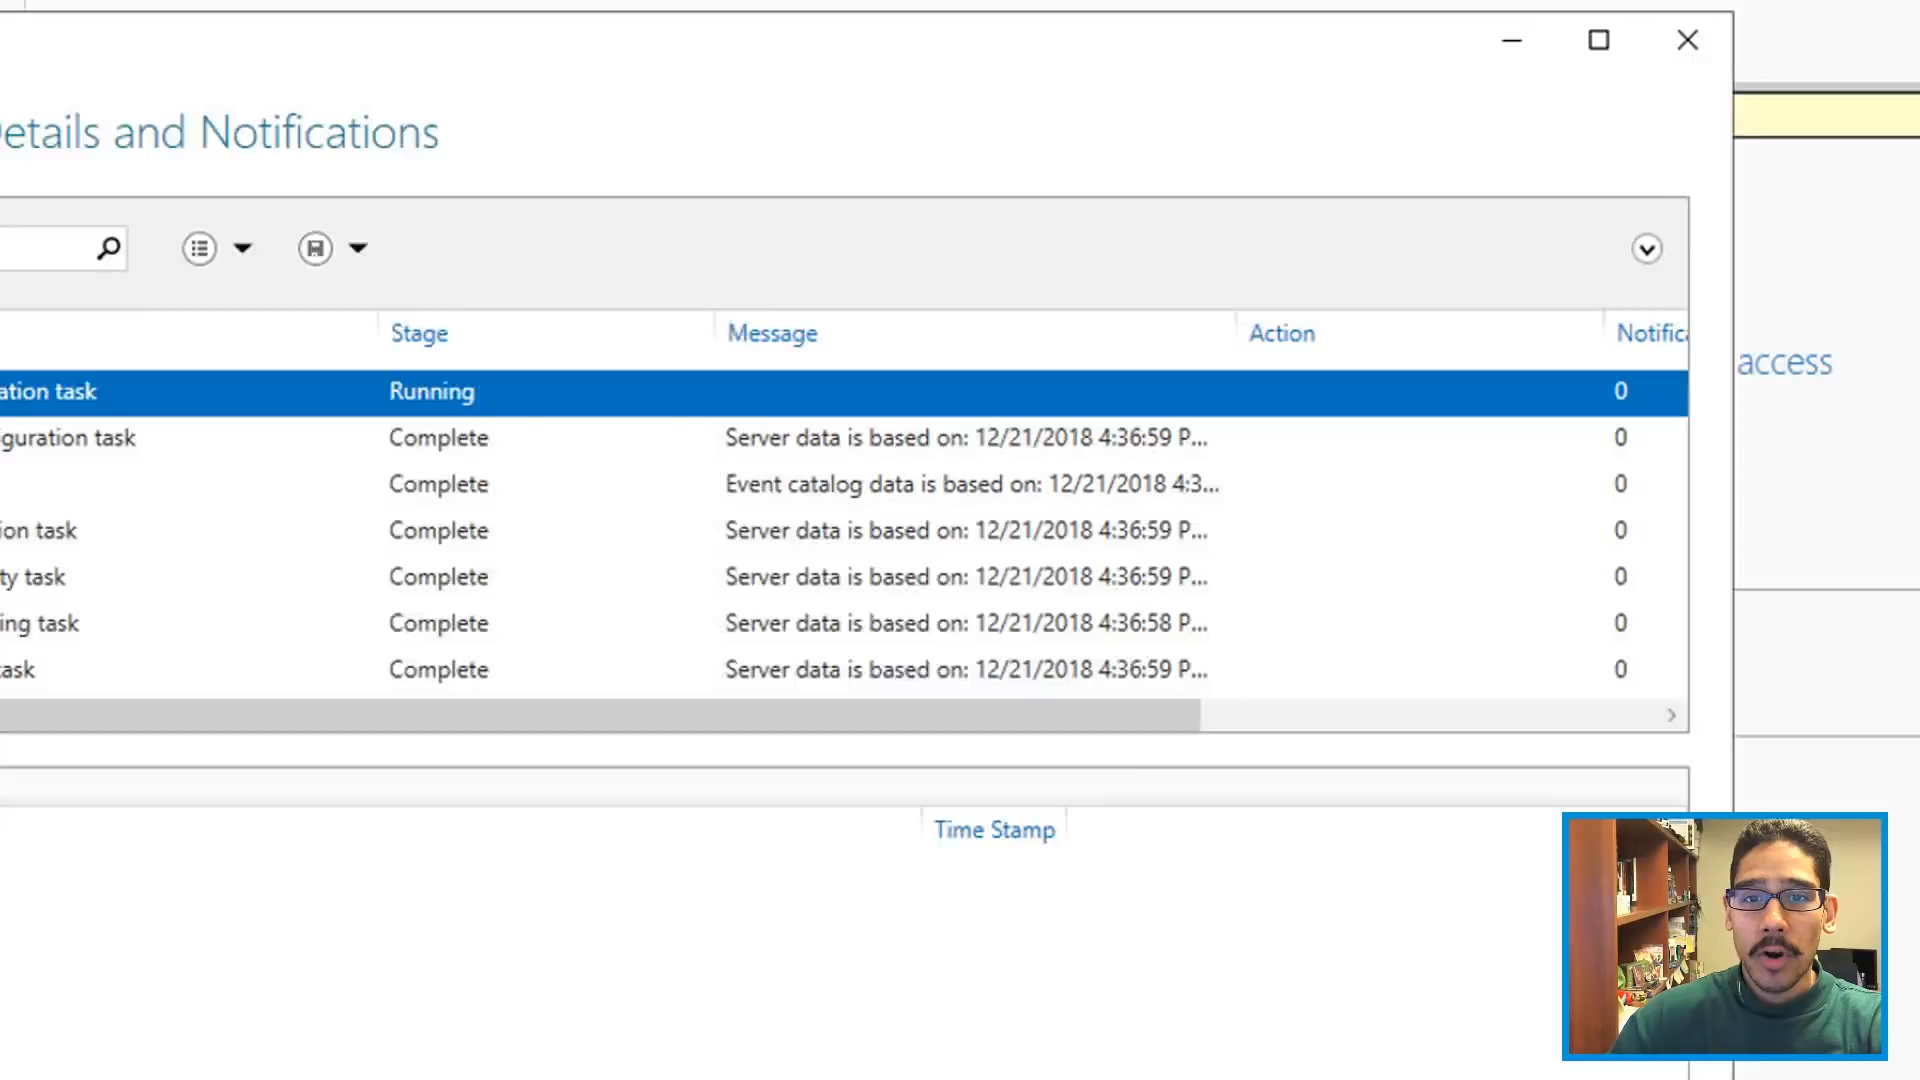 etails and Notifications
Stage Message Action Notific
access
ation task Running 0
guration task Complete Server data is based on: 12/21/2018 4:36:59 P... 0
Complete Event catalog data is based on: 12/21/2018 4:3... 0
ion task Complete Server data is based on: 12/21/2018 4:36:59 P... 0
ty task Complete Server data is based on: 12/21/2018 4:36:59 P... 0
ing task Complete Server data is based on: 12/21/2018 4:36:58 P... 0
ask Complete Server data is based on: 12/21/2018 4:36:59 P... 0
Time Stamp